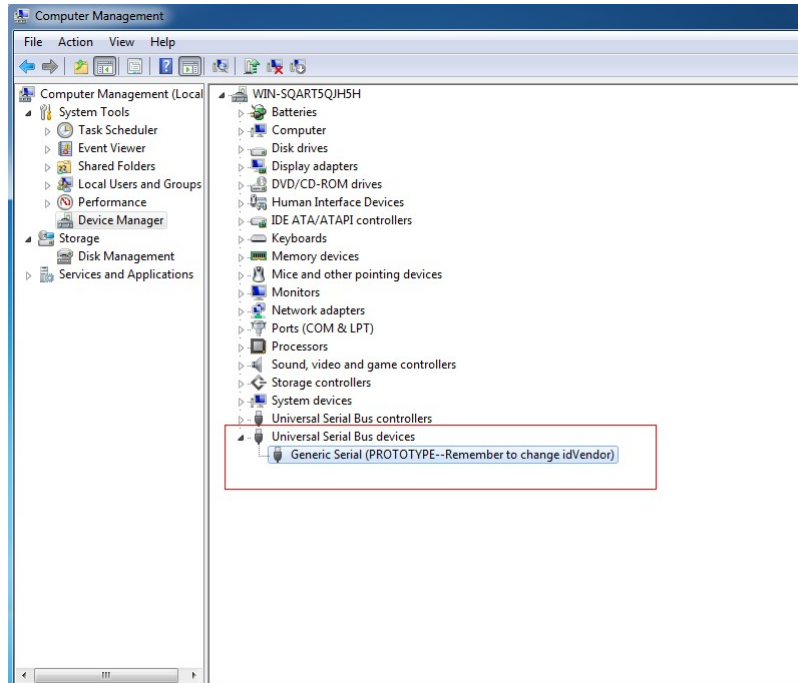 Computer Management
File Action View Help
Computer Management (Local
System Tools
Task Scheduler
Event Viewer
Shared Folders
Local Users and Groups
Performance
Device Manager
Storage
Disk Management
Services and Applications
WIN-SQART5QJH5H
Batteries
Computer
Disk drives
Display adapters
DVD/CD-ROM drives
Human Interface Devices
IDE ATA/ATAPI controllers
Keyboards
Memory devices
Mice and other pointing devices
Monitors
Network adapters
Ports (COM & LPT)
Processors
Sound, video and game controllers
Storage controllers
System devices
Universal Serial Bus controllers
Universal Serial Bus devices
Generic Serial (PROTOTYPE--Remember to change idVendor)